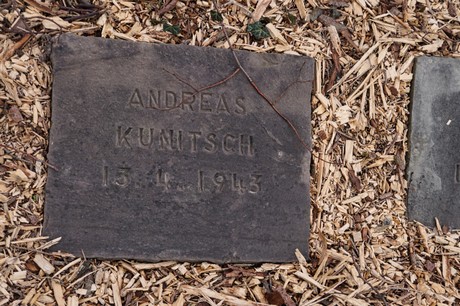 ANDREAS
KUNITSCH
13.4.1943